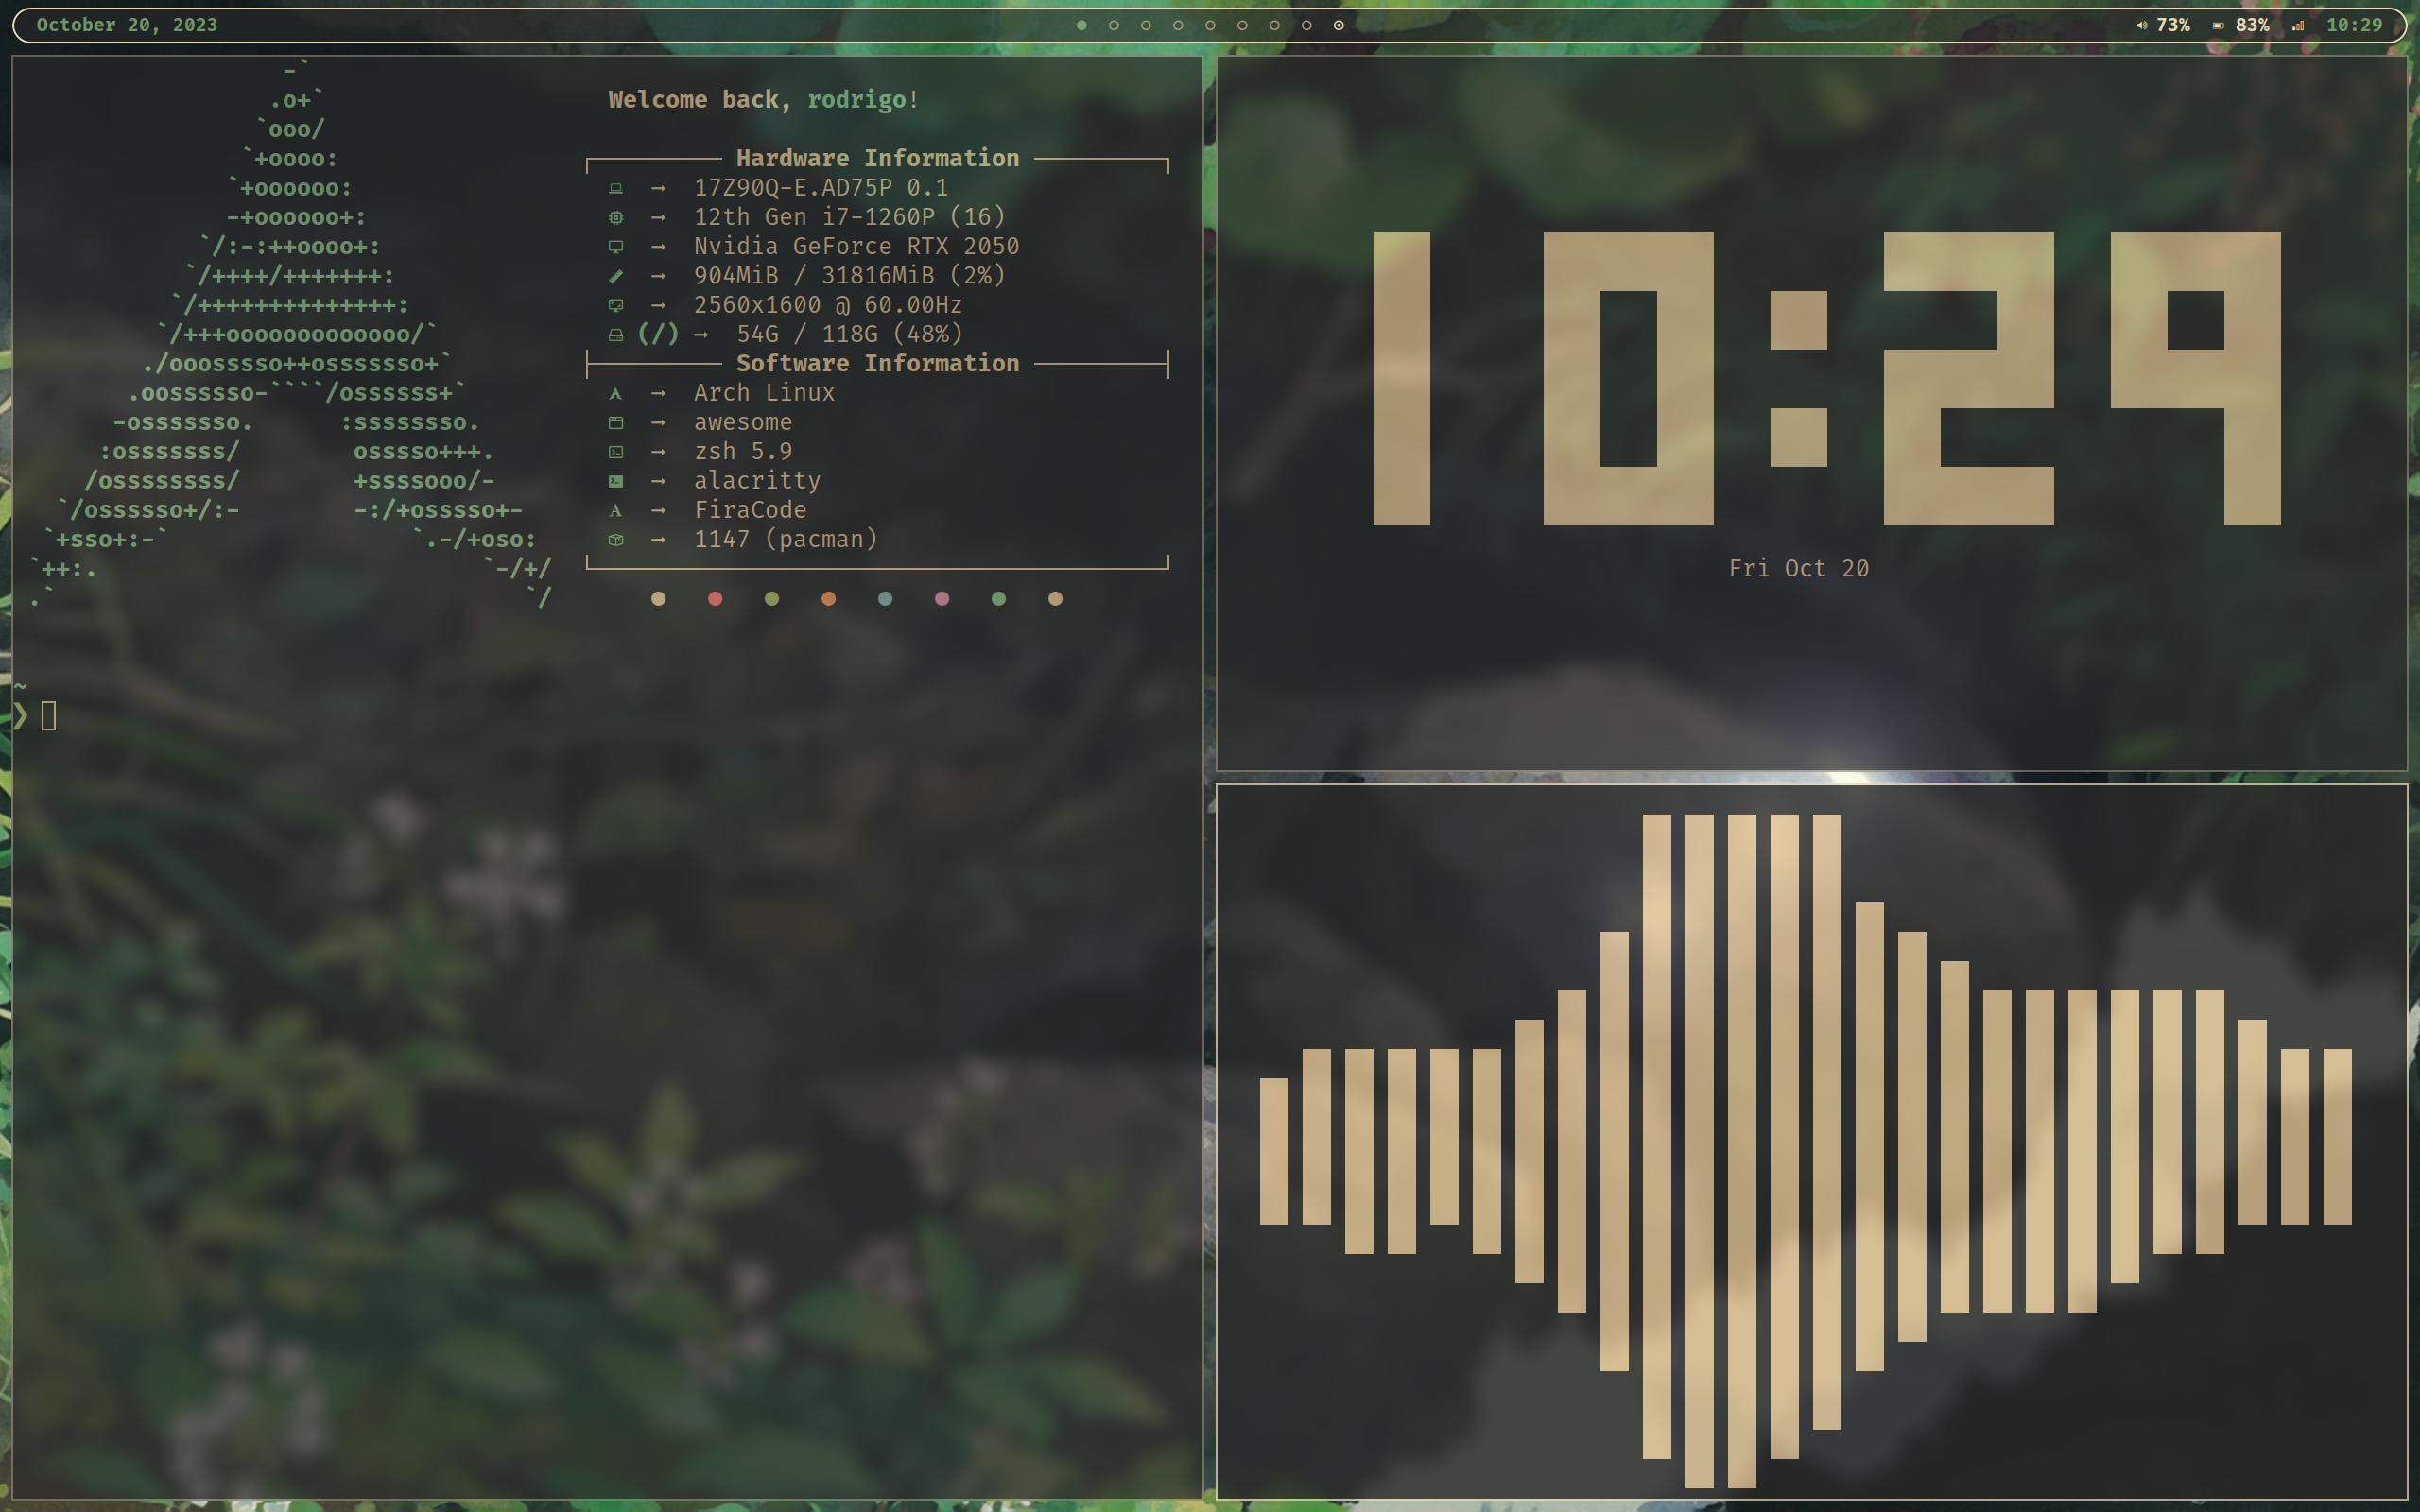 October 20, 2023
73% 83% 10:29
-`
.o+`
`ooo/
`+oooo:
`+oooooo:
-+oooooo+:
`/:-:++oooo+:
`/++++/+++++++:
`/++++++++++++++:
`/+++ooooooooooooo/`
./ooosssso++osssssso+`
.oossssso-````/ossssss+`
-osssssso.      :ssssssso.
:osssssss/        osssso+++.
/ossssssss/        +ssssooo/-
`/ossssso+/:-        -:/+osssso+-
`+sso+:-`                 `.-/+oso:
`++:.                           `-/+/
.`                                 `/
Welcome back, rodrigo!
Hardware Information
→ 17Z90Q-E.AD75P 0.1
→ 12th Gen i7-1260P (16)
→ Nvidia GeForce RTX 2050
→ 904MiB / 31816MiB (2%)
→ 2560x1600 @ 60.00Hz
(/) → 54G / 118G (48%)
Software Information
→ Arch Linux
→ awesome
→ zsh 5.9
→ alacritty
→ FiraCode
→ 1147 (pacman)
~
❯
10:29
Fri Oct 20